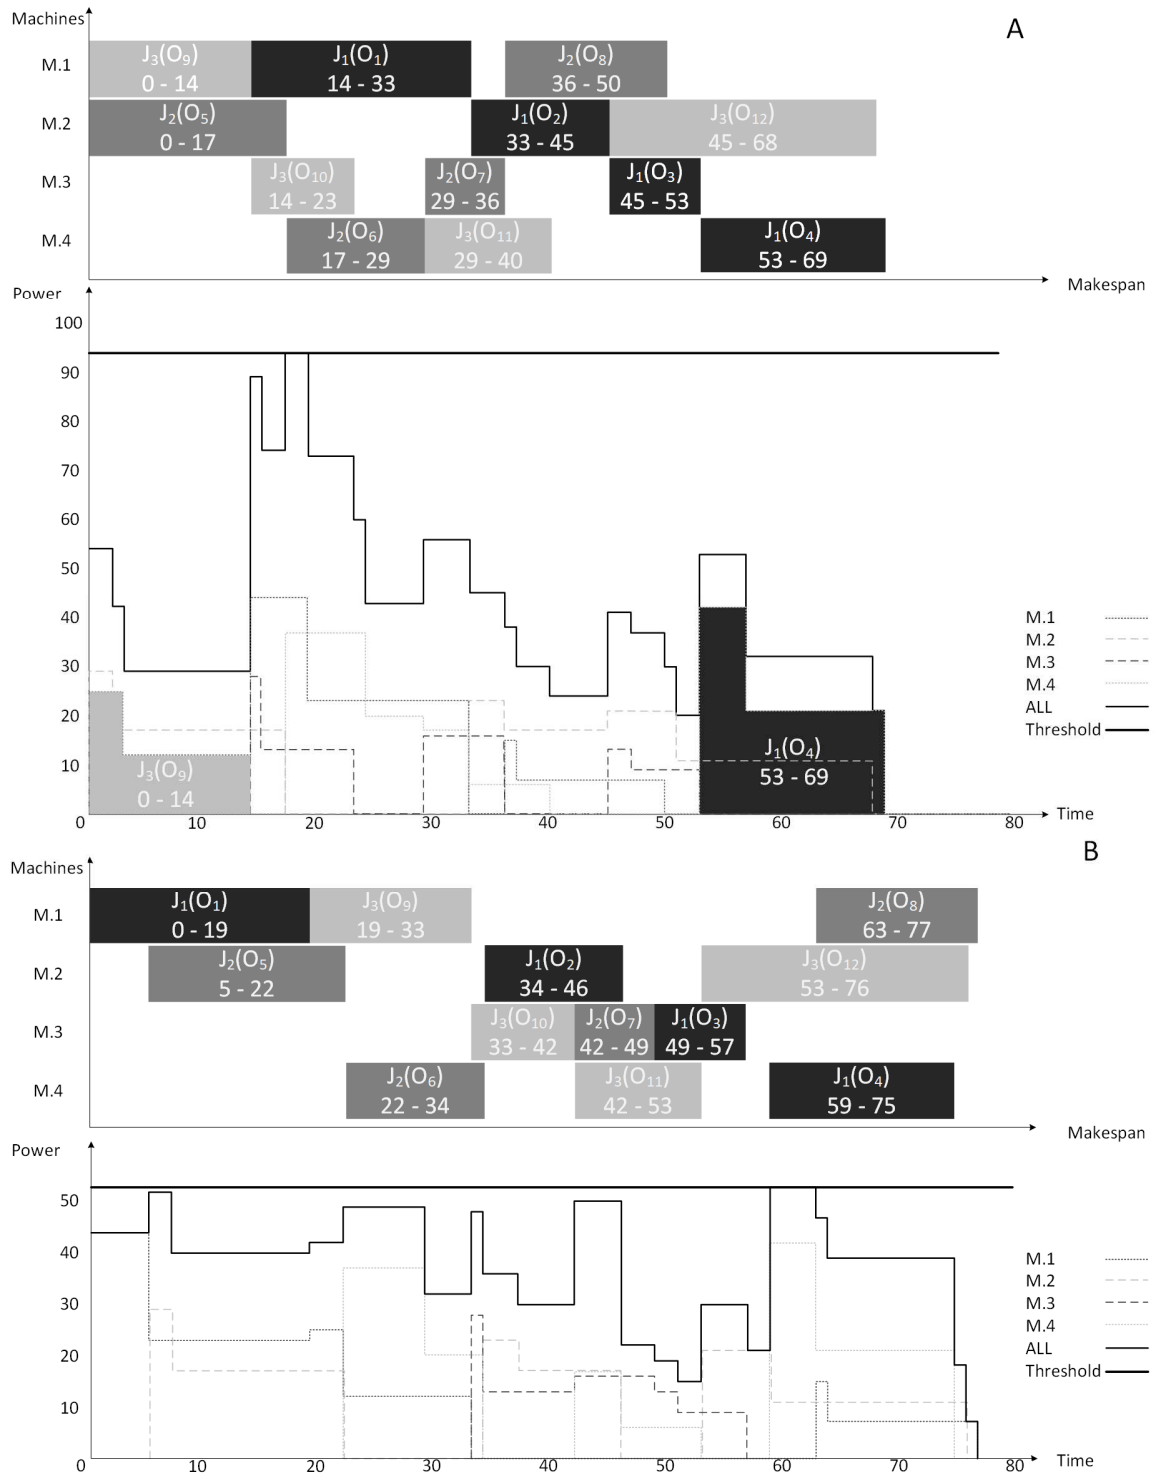 Machines
A
M.1
J₃(O₉)
0 - 14
J₁(O₁)
14 - 33
J₂(O₈)
36 - 50
M.2
J₂(O₅)
0 - 17
J₁(O₂)
33 - 45
J₃(O₁₂)
45 - 68
M.3
J₃(O₁₀)
14 - 23
J₂(O₇)
29 - 36
J₁(O₃)
45 - 53
M.4
J₂(O₆)
17 - 29
J₃(O₁₁)
29 - 40
J₁(O₄)
53 - 69
Makespan
Power
100
90
80
70
60
50
40
30
20
10
J₃(O₉)
0 - 14
J₁(O₄)
53 - 69
M.1
M.2
M.3
M.4
ALL
Threshold
0 10 20 30 40 50 60 70 80 Time
B
Machines
M.1
J₁(O₁)
0 - 19
J₃(O₉)
19 - 33
J₂(O₈)
63 - 77
M.2
J₂(O₅)
5 - 22
J₁(O₂)
34 - 46
J₃(O₁₂)
53 - 76
M.3
J₃(O₁₀)
33 - 42
J₂(O₇)
42 - 49
J₁(O₃)
49 - 57
M.4
J₂(O₆)
22 - 34
J₃(O₁₁)
42 - 53
J₁(O₄)
59 - 75
Makespan
Power
50
40
30
20
10
M.1
M.2
M.3
M.4
ALL
Threshold
0 10 20 30 40 50 60 70 80 Time